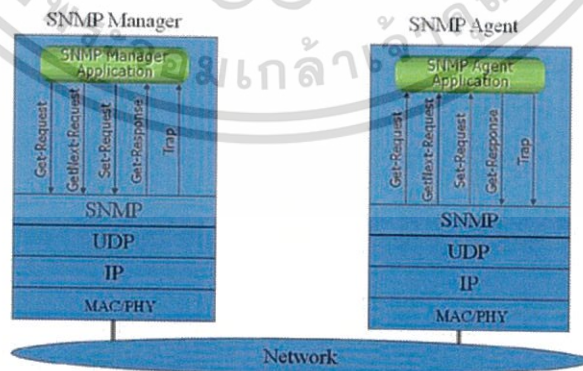 SNMP Manager
SNMP Manager
Application
Get-Request
GetNext-Request
Set-Request
Get-Response
Trap
SNMP
UDP
IP
MAC/PHY
SNMP Agent
SNMP Agent
Application
Get-Request
GetNext-Request
Set-Request
Get-Response
Trap
SNMP
UDP
IP
MAC/PHY
Network